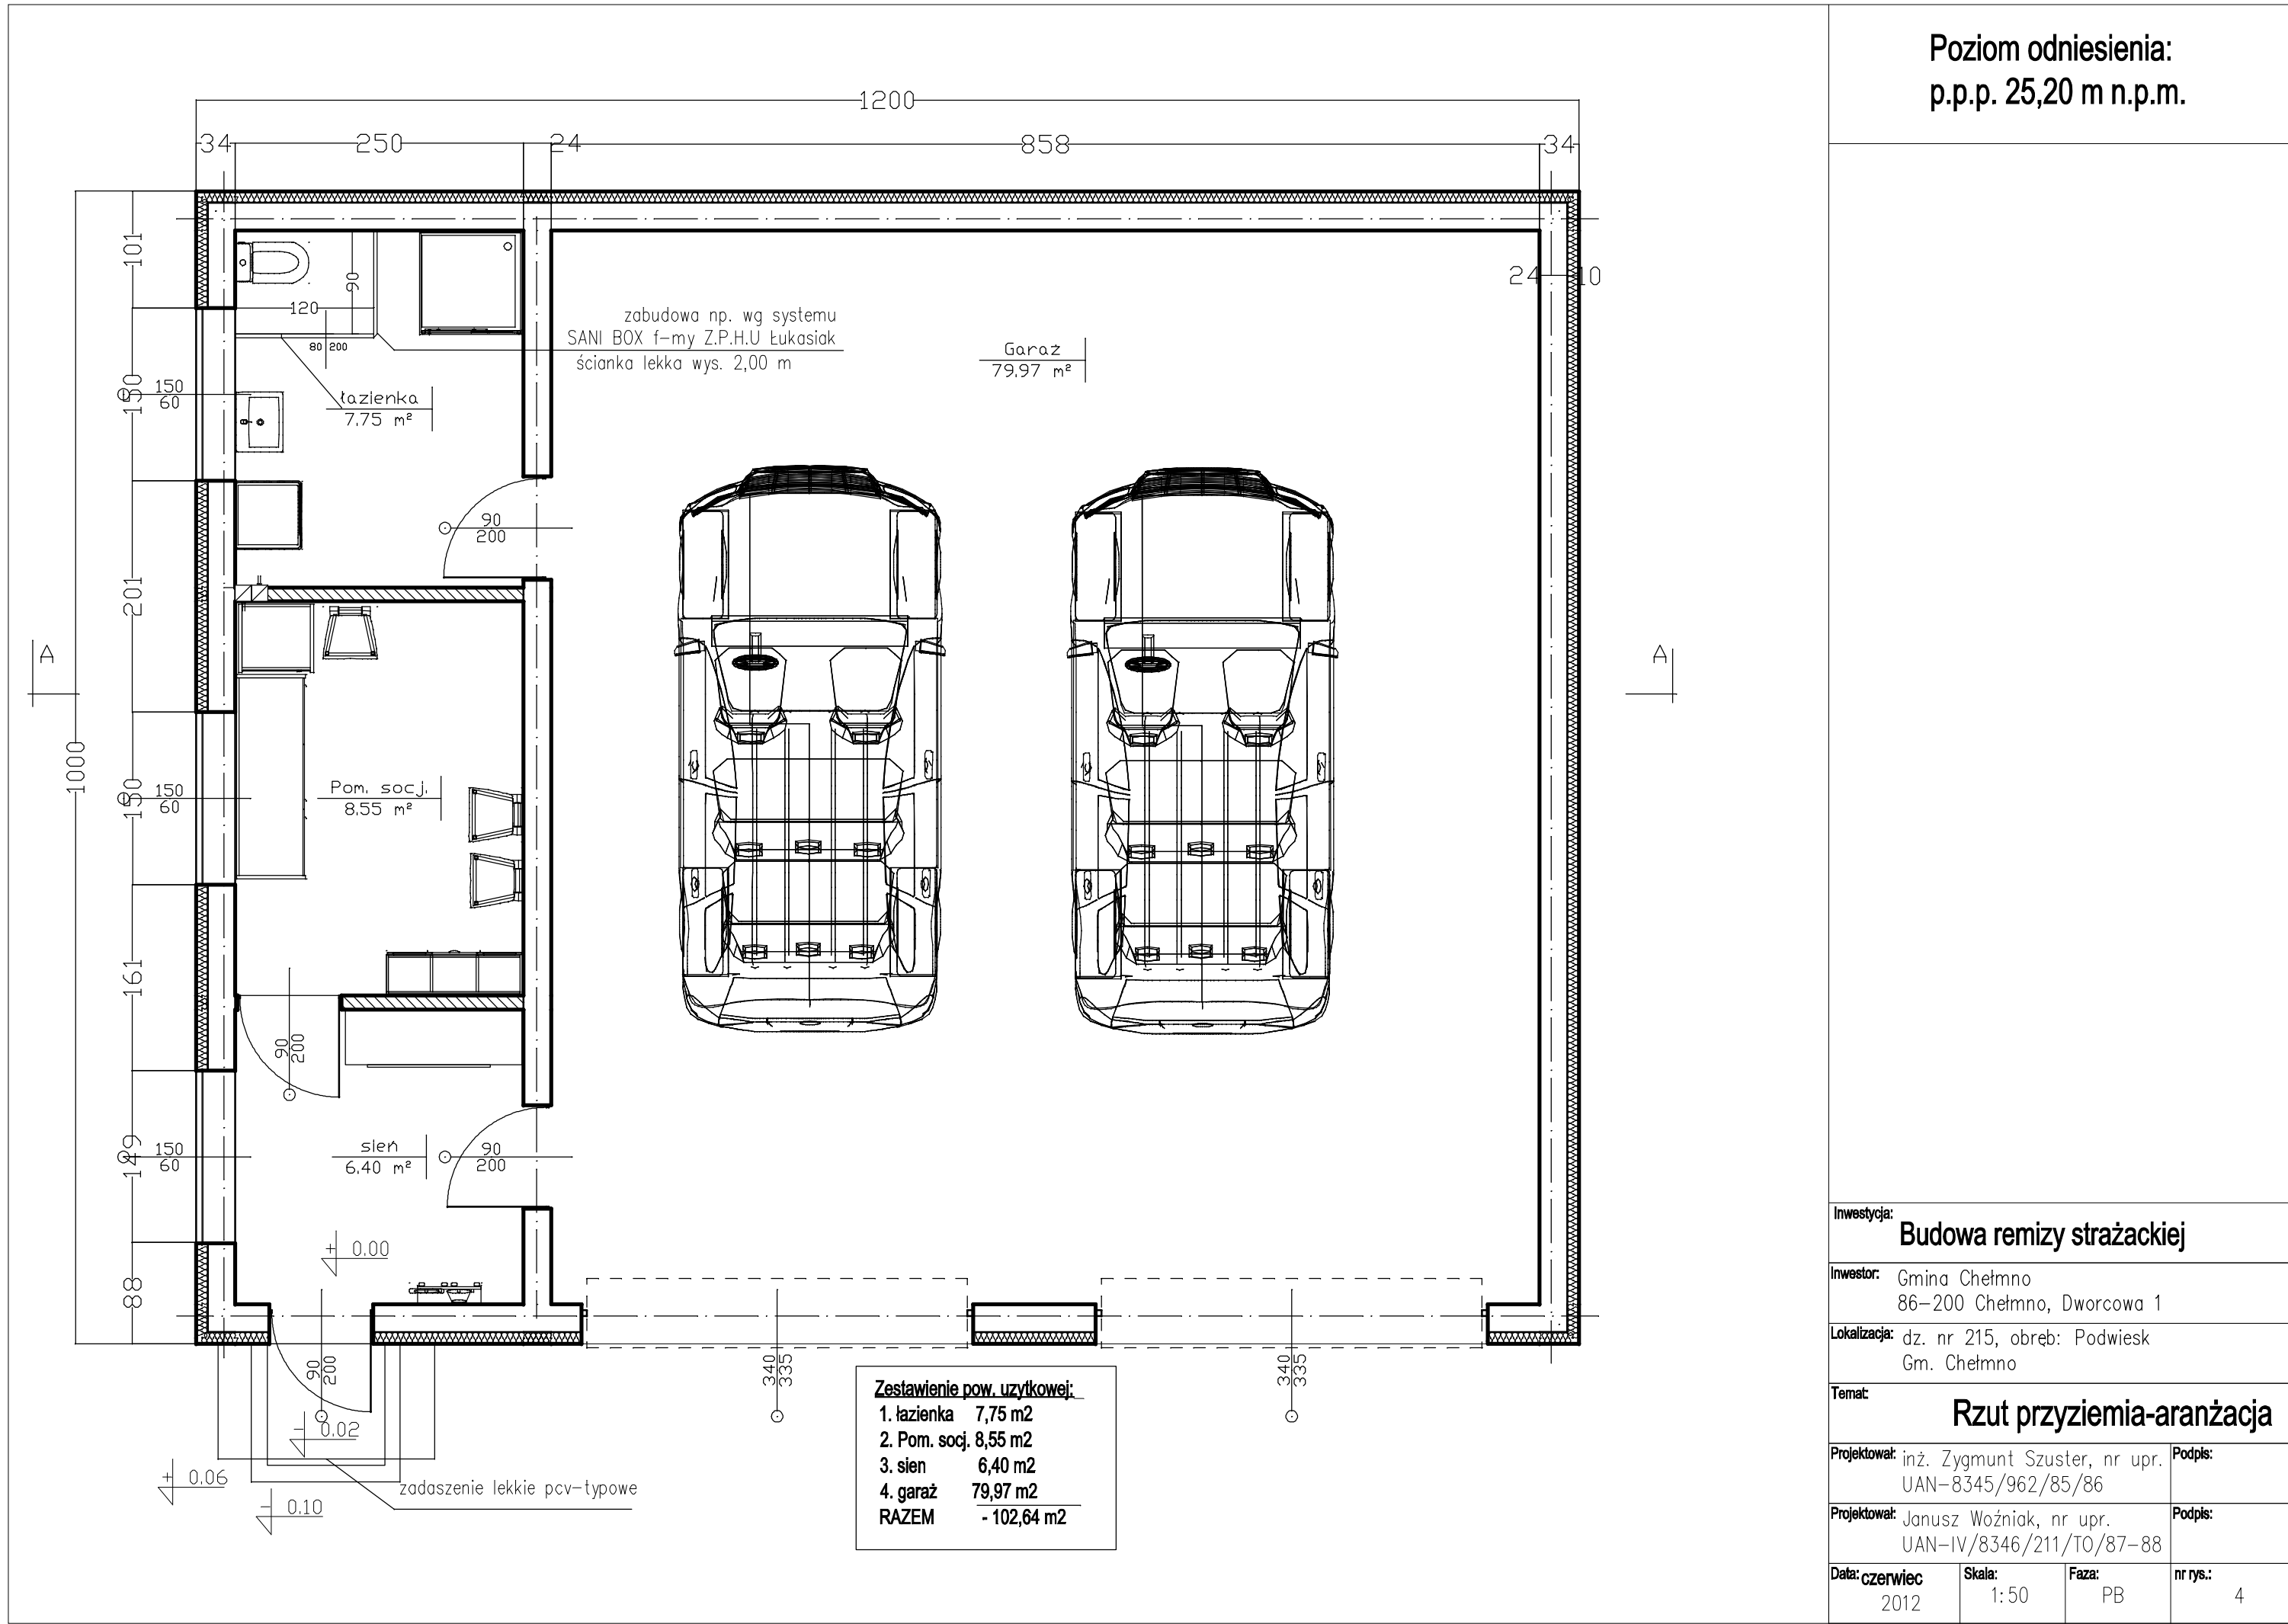 Poziom odniesienia:
p.p.p. 25,20 m n.p.m.
1200
34 250 24 858 34
101
90
24 10
120
80 200
zabudowa np. wg systemu
SANI BOX f-my Z.P.H.U Łukasiak
ścianka lekka wys. 2,00 m
Garaż
79.97 m²
150
150
60
łazienka
7.75 m²
90
200
201
A
A
1000
150
150
60
Pom. socj.
8.55 m²
161
90
200
149
150
60
sień
6.40 m²
90
200
+ 0.00
88
90
200
340
335
340
335
- 0.02
+ 0.06
- 0.10
zadaszenie lekkie pcv-typowe
Zestawienie pow. uzytkowej:
1. łazienka 7,75 m2
2. Pom. socj. 8,55 m2
3. sien 6,40 m2
4. garaż 79,97 m2
RAZEM - 102,64 m2
Inwestycja:
Budowa remizy strażackiej
Inwestor: Gmina Chełmno
86-200 Chełmno, Dworcowa 1
Lokalizacja: dz. nr 215, obręb: Podwiesk
Gm. Chełmno
Temat:
Rzut przyziemia-aranżacja
Projektował: inż. Zygmunt Szuster, nr upr. Podpis:
UAN-8345/962/85/86
Projektował: Janusz Woźniak, nr upr. Podpis:
UAN-IV/8346/211/TO/87-88
Data: czerwiec Skala: Faza: nr rys.:
2012 1:50 PB 4